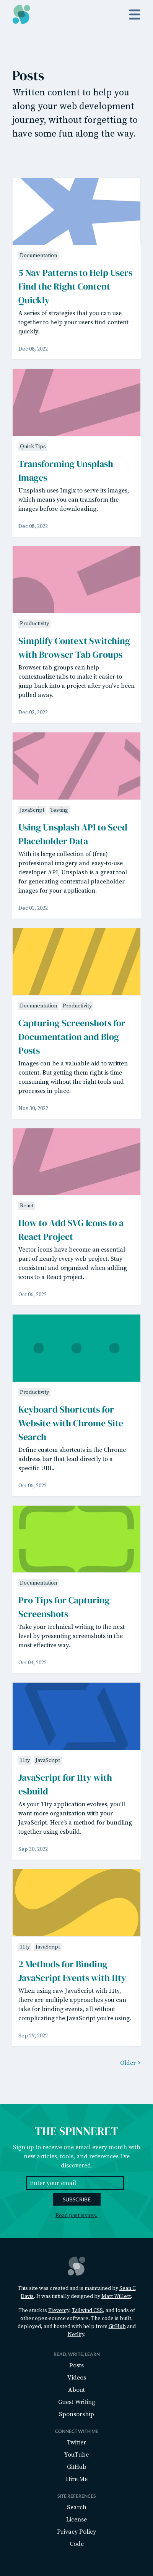 Posts
Written content to help you
along your web development
journey, without forgetting to
have some fun along the way.
Documentation
5 Nav Patterns to Help Users
Find the Right Content
Quickly
A series of strategies that you can use
together to help your users find content
quickly.
Dec 08, 2022
Quick Tips
Transforming Unsplash
Images
Unsplash uses Imgix to serve its images,
which means you can transform the
images before downloading.
Dec 08, 2022
Productivity
Simplify Context Switching
with Browser Tab Groups
Browser tab groups can help
contextualize tabs to make it easier to
jump back into a project after you've been
pulled away.
Dec 02, 2022
JavaScript Testing
Using Unsplash API to Seed
Placeholder Data
With its large collection of (free)
professional imagery and easy-to-use
developer API, Unsplash is a great tool
for generating contextual placeholder
images for your application.
Dec 01, 2022
Documentation Productivity
Capturing Screenshots for
Documentation and Blog
Posts
Images can be a valuable aid to written
content. But getting them right is time-
consuming without the right tools and
processes in place.
Nov 30, 2022
React
How to Add SVG Icons to a
React Project
Vector icons have become an essential
part of nearly every web project. Stay
consistent and organized when adding
icons to a React project.
Oct 06, 2022
Productivity
Keyboard Shortcuts for
Website with Chrome Site
Search
Define custom shortcuts in the Chrome
address bar that lead directly to a
specific URL.
Oct 06, 2022
Documentation
Pro Tips for Capturing
Screenshots
Take your technical writing to the next
level by presenting screenshots in the
most effective way.
Oct 04, 2022
11ty JavaScript
JavaScript for 11ty with
esbuild
As your 11ty application evolves, you'll
want more organization with your
JavaScript. Here's a method for bundling
together using esbuild.
Sep 30, 2022
11ty JavaScript
2 Methods for Binding
JavaScript Events with 11ty
When using raw JavaScript with 11ty,
there are multiple approaches you can
take for binding events, all without
complicating the JavaScript you're using.
Sep 29, 2022
Older >
THE SPINNERET
Sign up to receive one email every month with
new articles, tools, and references I've
discovered.
Enter your email
SUBSCRIBE
Read past issues.
This site was created and is maintained by Sean C
Davis. It was initially designed by Matt Willett.
The stack is Eleventy, Tailwind CSS, and loads of
other open source software. The code is built,
deployed, and hosted with help from GitHub and
Netlify.
READ, WRITE, LEARN
Posts
Videos
About
Guest Writing
Sponsorship
CONNECT WITH ME
Twitter
YouTube
GitHub
Hire Me
SITE REFERENCES
Search
License
Privacy Policy
Code